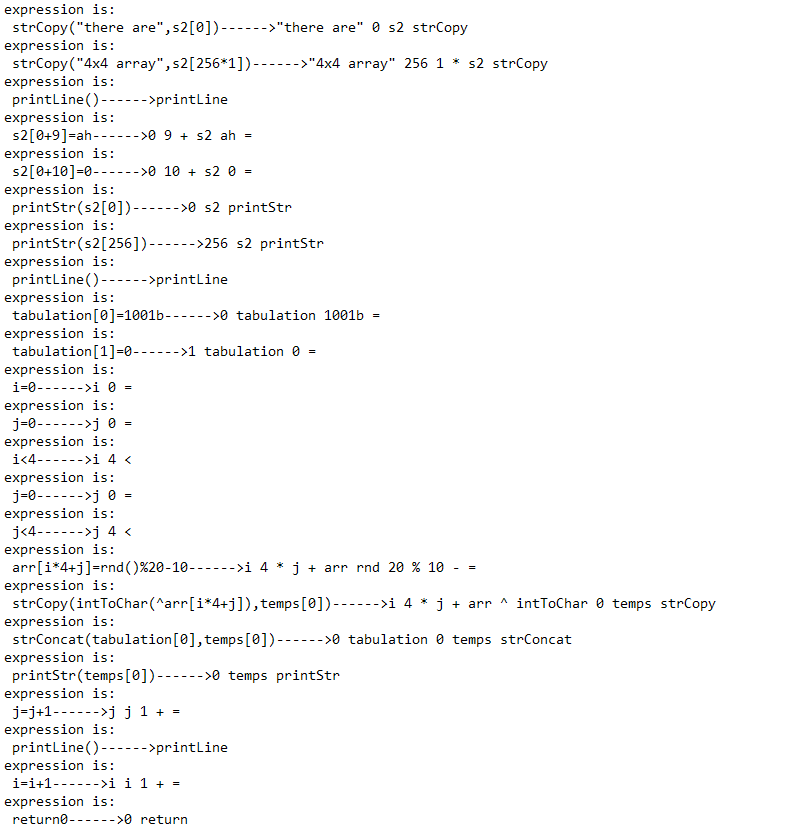 expression is:
strCopy("there are",s2[0])------>"there are" 0 s2 strCopy
expression is:
strCopy("4x4 array",s2[256*1])------>"4x4 array" 256 1 * s2 strCopy
expression is:
printLine()------>printLine
expression is:
s2[0+9]=ah------>0 9 + s2 ah =
expression is:
s2[0+10]=0------>0 10 + s2 0 =
expression is:
printStr(s2[0])------>0 s2 printStr
expression is:
printStr(s2[256])------>256 s2 printStr
expression is:
printLine()------>printLine
expression is:
tabulation[0]=1001b------>0 tabulation 1001b =
expression is:
tabulation[1]=0------>1 tabulation 0 =
expression is:
i=0------>i 0 =
expression is:
j=0------>j 0 =
expression is:
i<4------>i 4 <
expression is:
j=0------>j 0 =
expression is:
j<4------>j 4 <
expression is:
arr[i*4+j]=rnd()%20-10------>i 4 * j + arr rnd 20 % 10 - =
expression is:
strCopy(intToChar(^arr[i*4+j]),temps[0])------>i 4 * j + arr ^ intToChar 0 temps strCopy
expression is:
strConcat(tabulation[0],temps[0])------>0 tabulation 0 temps strConcat
expression is:
printStr(temps[0])------>0 temps printStr
expression is:
j=j+1------>j j 1 + =
expression is:
printLine()------>printLine
expression is:
i=i+1------>i i 1 + =
expression is:
return0------>0 return